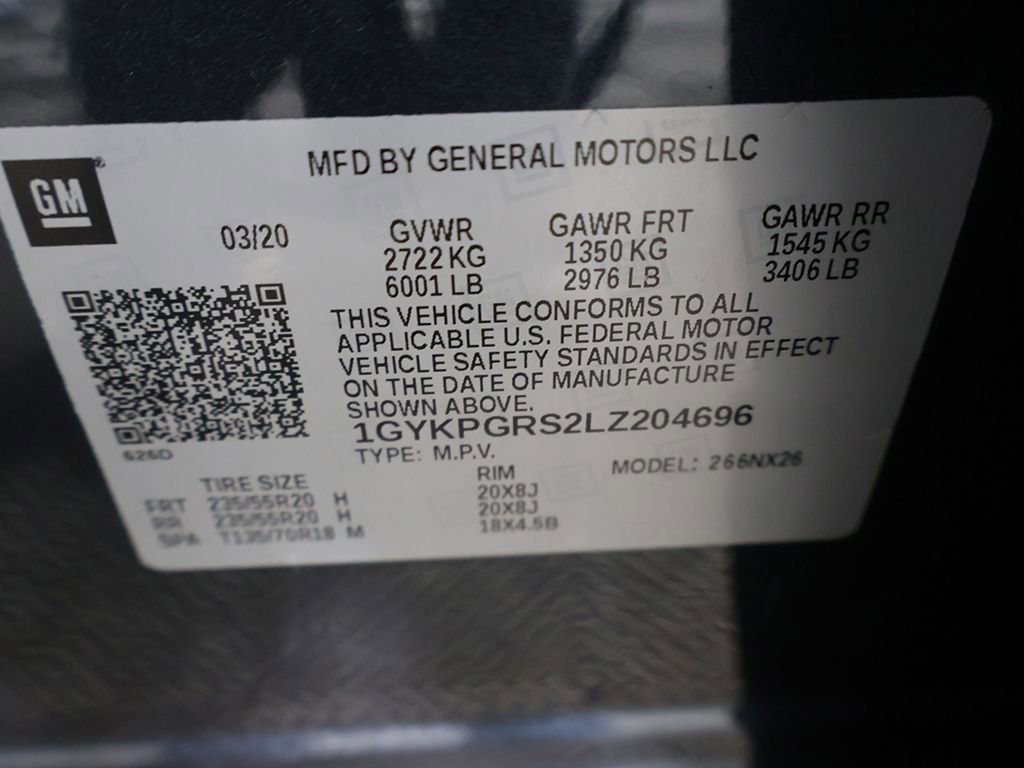 MFD BY GENERAL MOTORS LLC
GM®
03/20
GVWR
2722 KG
6001 LB
GAWR FRT
1350 KG
2976 LB
GAWR RR
1545 KG
3406 LB
THIS VEHICLE CONFORMS TO ALL
APPLICABLE U.S. FEDERAL MOTOR
VEHICLE SAFETY STANDARDS IN EFFECT
ON THE DATE OF MANUFACTURE
SHOWN ABOVE.
1GYKPGRS2LZ204696
626D
TYPE: M.P.V.
MODEL: 266NX26
TIRE SIZE RIM
FRT 235/55R20 H 20X8J
RR 235/55R20 H 20X8J
SPA T135/70R18 M 18X4.5B